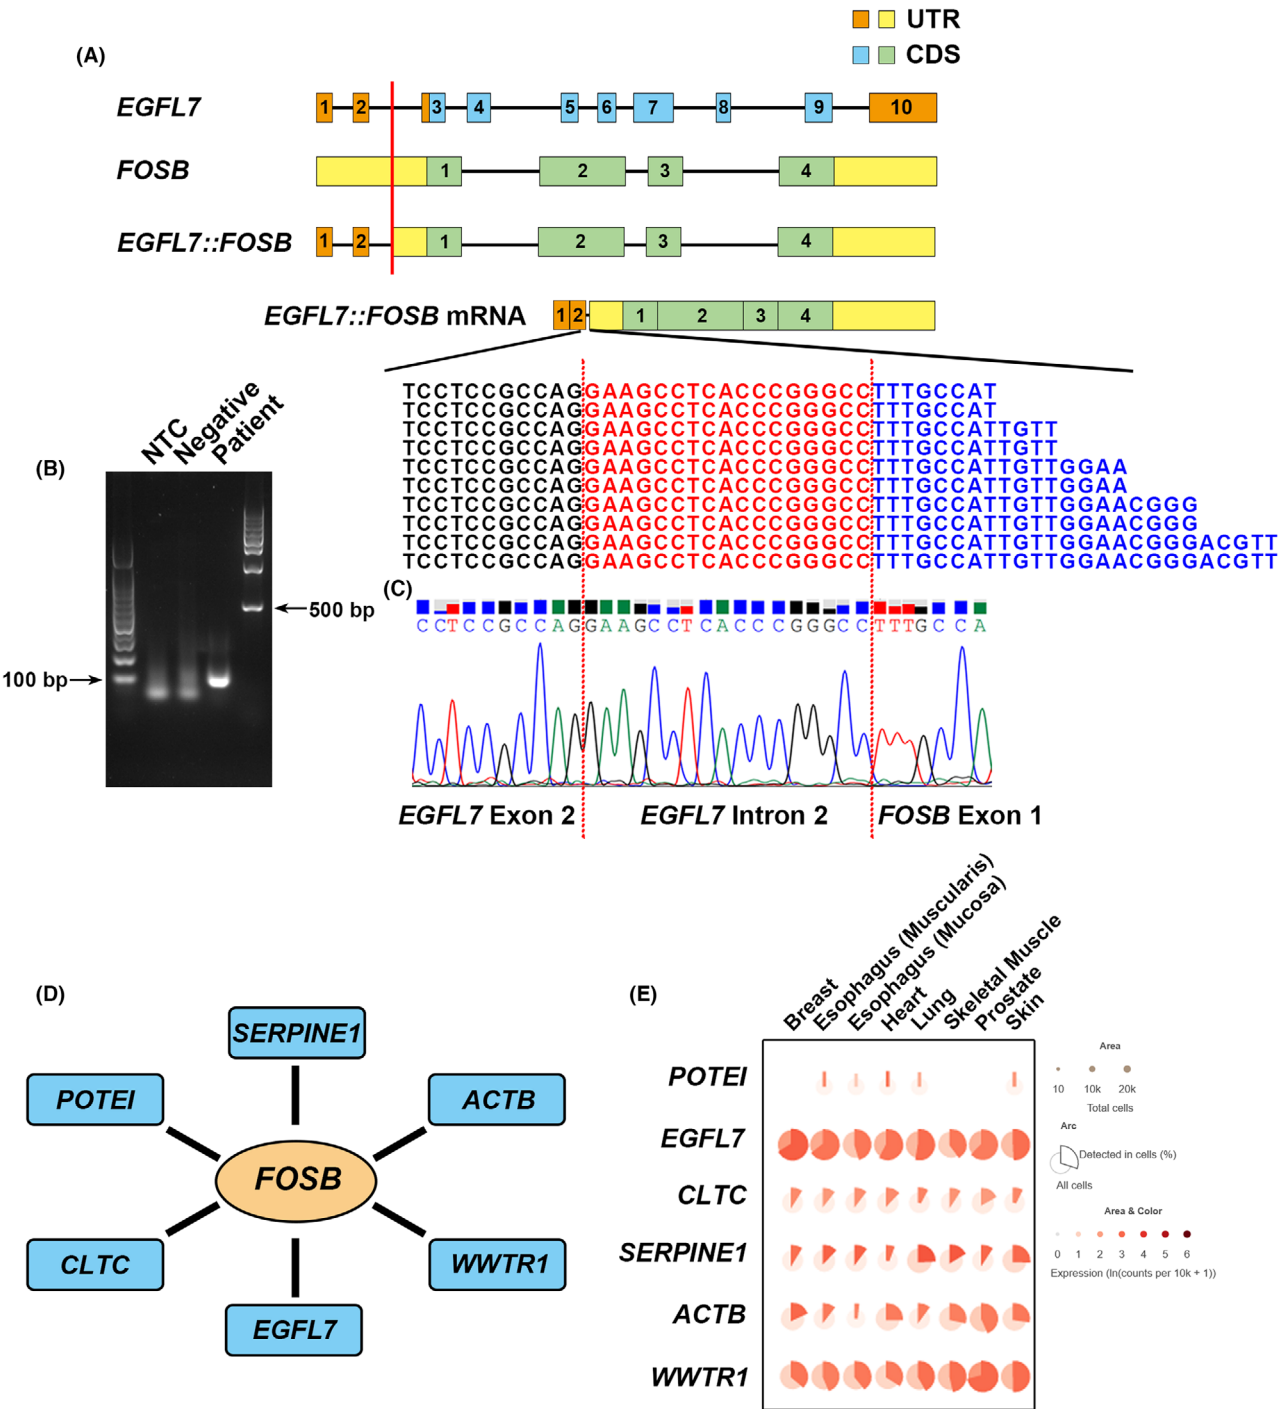 UTR
CDS
(A)
EGFL7
1 2 3 4 5 6 7 8 9 10
FOSB
1 2 3 4
EGFL7::FOSB
1 2 1 2 3 4
EGFL7::FOSB mRNA
1 2 1 2 3 4
TCCTCCGCCAGGAAGCCTCACCCGGGCCTTTGCCAT
TCCTCCGCCAGGAAGCCTCACCCGGGCCTTTGCCAT
TCCTCCGCCAGGAAGCCTCACCCGGGCCTTTGCCATTGTT
TCCTCCGCCAGGAAGCCTCACCCGGGCCTTTGCCATTGTT
TCCTCCGCCAGGAAGCCTCACCCGGGCCTTTGCCATTGTTGGAA
TCCTCCGCCAGGAAGCCTCACCCGGGCCTTTGCCATTGTTGGAA
TCCTCCGCCAGGAAGCCTCACCCGGGCCTTTGCCATTGTTGGAACGGG
TCCTCCGCCAGGAAGCCTCACCCGGGCCTTTGCCATTGTTGGAACGGG
TCCTCCGCCAGGAAGCCTCACCCGGGCCTTTGCCATTGTTGGAACGGGACGTT
TCCTCCGCCAGGAAGCCTCACCCGGGCCTTTGCCATTGTTGGAACGGGACGTT
(B)
NTC
Negative
Patient
500 bp
100 bp
(C)
CCTCCGCCAGGAAGCCTCACCCGGGCCTTTGCCA
EGFL7 Exon 2
EGFL7 Intron 2
FOSB Exon 1
(D)
SERPINE1
POTEI
ACTB
FOSB
CLTC
WWTR1
EGFL7
(E)
Breast
Esophagus (Muscularis)
Esophagus (Mucosa)
Heart
Lung
Skeletal Muscle
Prostate
Skin
POTEI
EGFL7
CLTC
SERPINE1
ACTB
WWTR1
Area
10 10k 20k
Total cells
Arc
Detected in cells (%)
All cells
Area & Color
0 1 2 3 4 5 6
Expression (ln(counts per 10k + 1))